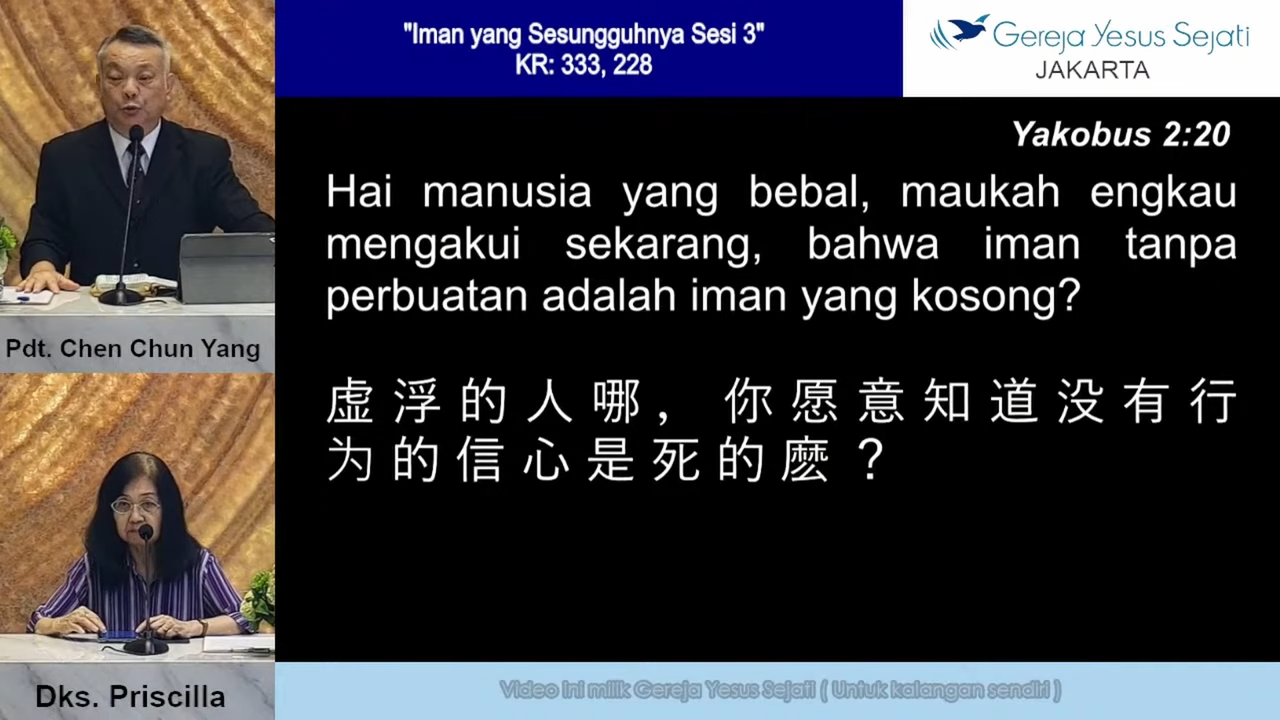 "Iman yang Sesungguhnya Sesi 3"
KR: 333, 228
Gereja Yesus Sejati
JAKARTA
Yakobus 2:20
Hai manusia yang bebal, maukah engkau
mengakui sekarang, bahwa iman tanpa
perbuatan adalah iman yang kosong?
虚浮的人哪，你愿意知道没有行
为的信心是死的麽？
Pdt. Chen Chun Yang
Dks. Priscilla
Video ini milik Gereja Yesus Sejati ( Untuk kalangan sendiri )